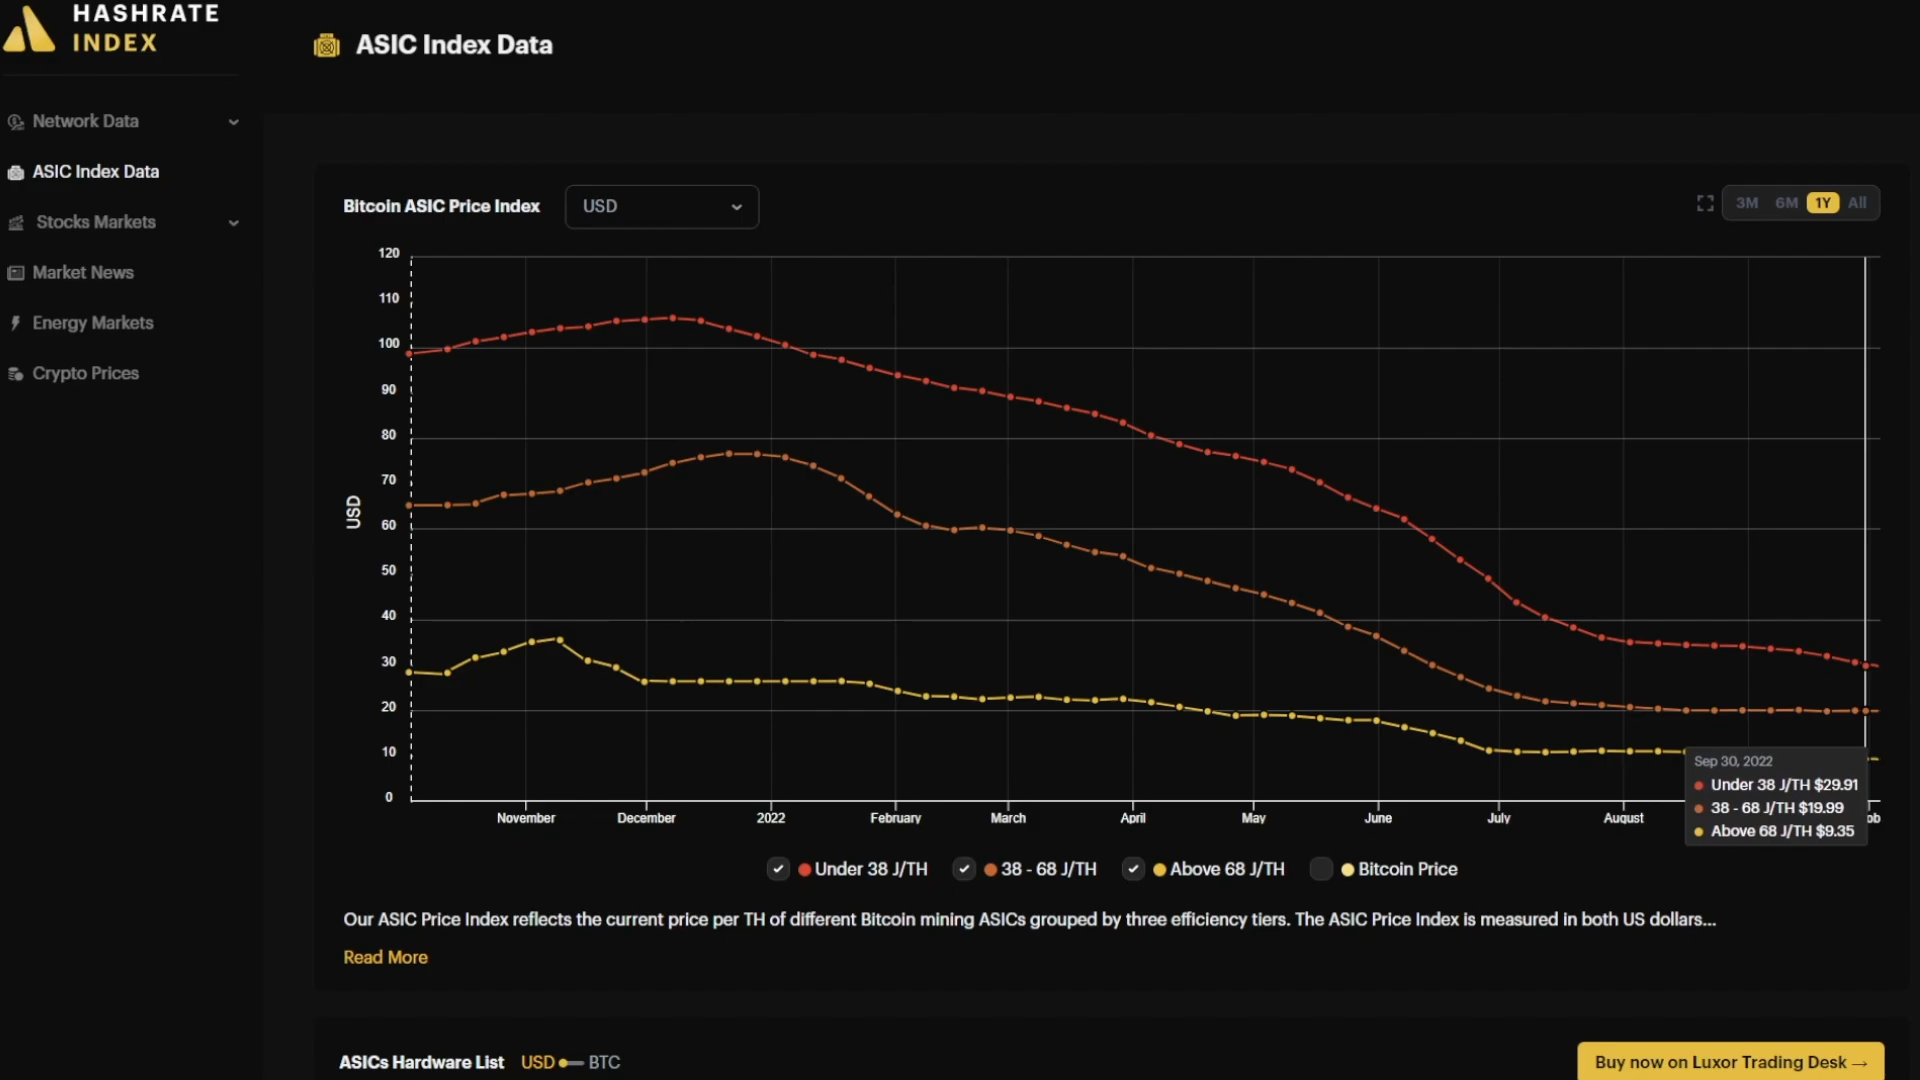 HASHRATE
INDEX
ASIC Index Data
Network Data
ASIC Index Data
Stocks Markets
Market News
Energy Markets
Crypto Prices
Bitcoin ASIC Price Index
USD
3M 6M 1Y All
120
110
100
90
80
70
60
50
40
30
20
10
0
USD
November December 2022 February March April May June July August
Sep 30, 2022
Under 38 J/TH $29.91
38 - 68 J/TH $19.99
Above 68 J/TH $9.35
Under 38 J/TH 38 - 68 J/TH Above 68 J/TH Bitcoin Price
Our ASIC Price Index reflects the current price per TH of different Bitcoin mining ASICs grouped by three efficiency tiers. The ASIC Price Index is measured in both US dollars...
Read More
ASICs Hardware List USD BTC
Buy now on Luxor Trading Desk →